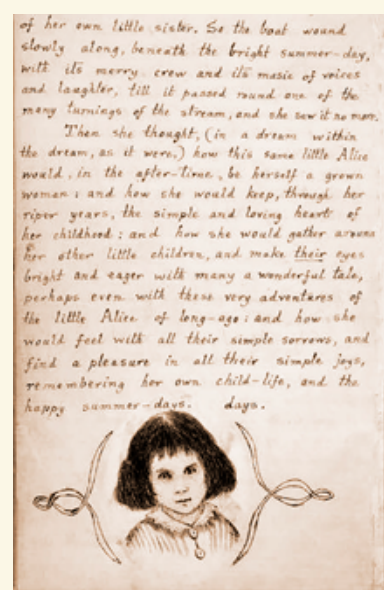 of her own little sister. So the boat wound
slowly along, beneath the bright summer-day,
with its merry crew and its music of voices
and laughter, till it passed round one of the
many turnings of the stream, and she saw it no more.
Then she thought, (in a dream within
the dream, as it were,) how this same little Alice
would, in the after-time, be herself a grown
woman: and how she would keep, through her
riper years, the simple and loving heart of
her childhood: and how she would gather around
her other little children, and make their eyes
bright and eager with many a wonderful tale,
perhaps even with these very adventures of
the little Alice of long-ago: and how she
would feel with all their simple sorrows, and
find a pleasure in all their simple joys,
remembering her own child-life, and the
happy summer-days. days.